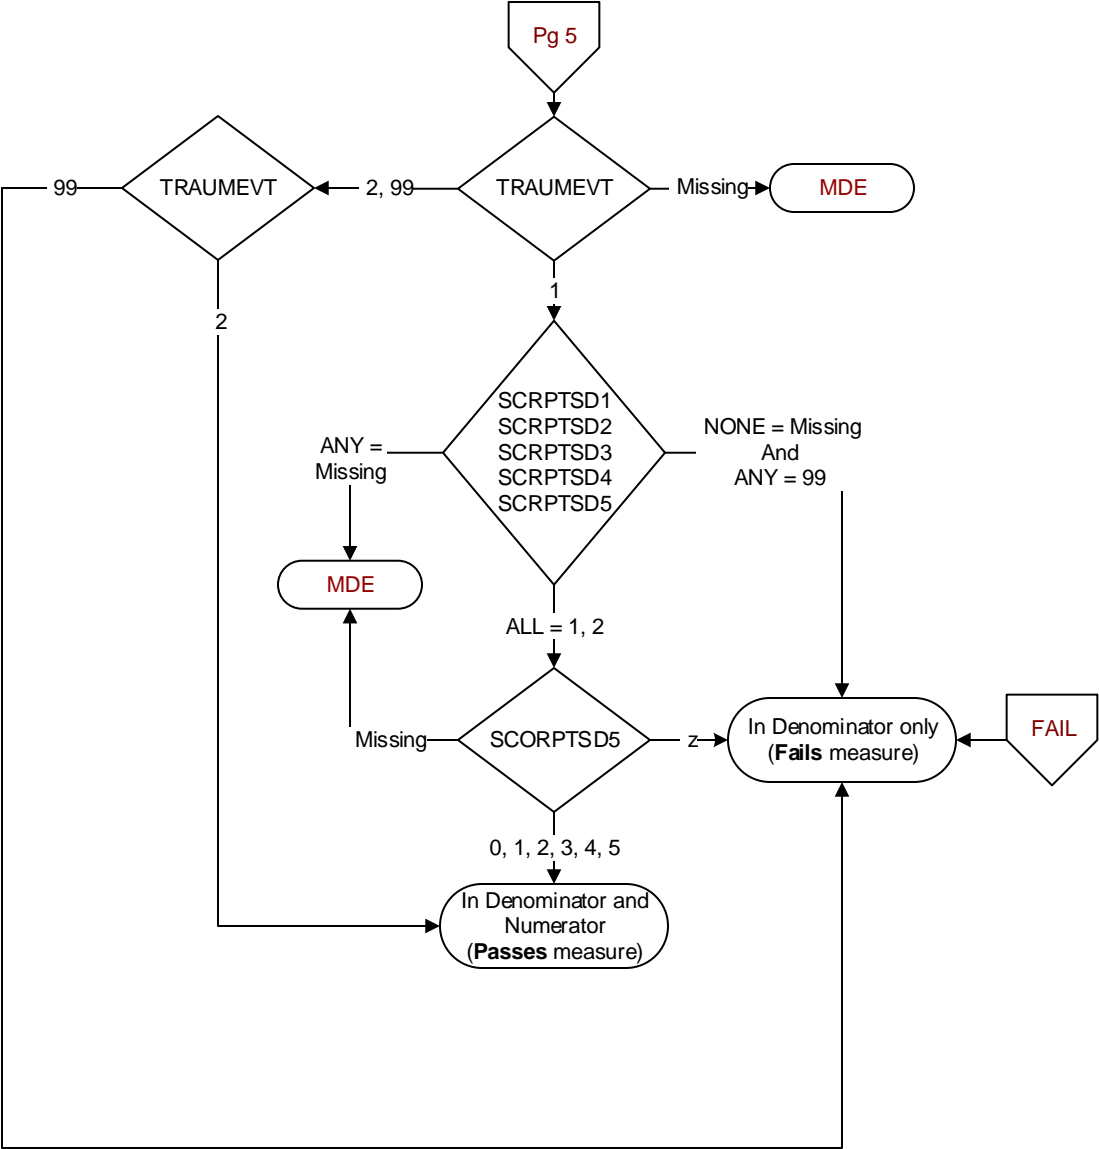 Pg 5
99
TRAUMEVT
2, 99
TRAUMEVT
Missing
MDE
1
2
SCRPTSD1
SCRPTSD2
SCRPTSD3
SCRPTSD4
SCRPTSD5
ANY =
Missing
NONE = Missing
And
ANY = 99
MDE
ALL = 1, 2
Missing
SCORPTSD5
z
In Denominator only
(Fails measure)
FAIL
0, 1, 2, 3, 4, 5
In Denominator and
Numerator
(Passes measure)